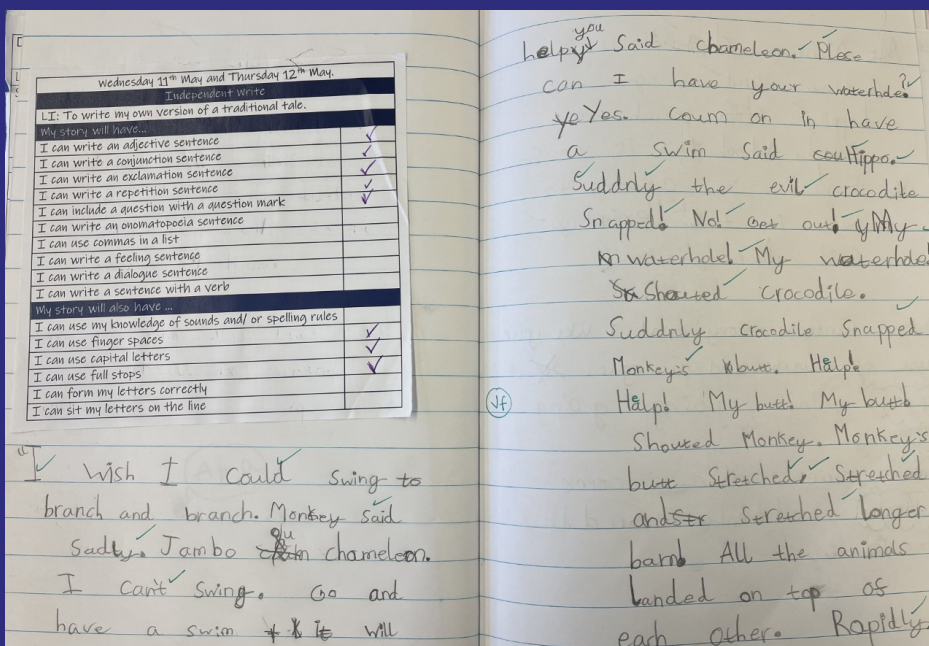 Wednesday 11th May and Thursday 12th May.
Independent write
LI: To write my own version of a traditional tale.
My story will have...
I can write an adjective sentence
I can write a conjunction sentence
I can write an exclamation sentence
I can write a repetition sentence
I can include a question with a question mark
I can write an onomatopoeia sentence
I can use commas in a list
I can write a feeling sentence
I can write a dialogue sentence
I can write a sentence with a verb
My story will also have ...
I can use my knowledge of sounds and/ or spelling rules
I can use finger spaces
I can use capital letters
I can use full stops
I can form my letters correctly
I can sit my letters on the line
"I wish I could swing to
branch and branch. Monkey said
sadly. Jambo chameleon.
I can't swing. Go and
have a swim it will
help you said chameleon. Plese
can I have your waterhde?
ye Yes. Coum on in have
a swim said Hippo.
Suddnly the evil crocodile
Snapped! No! Get out! My
waterhole! My waterhde
Shouted crocodile.
Suddnly crocodile Snapped
Monkey's butt. Help!
vf
Help! My butt! My butt
Shouted Monkey. Monkey's
butt Stretched, Stretched
and stretched longer
bam! All the animals
Landed on top of
each other. Rapidly